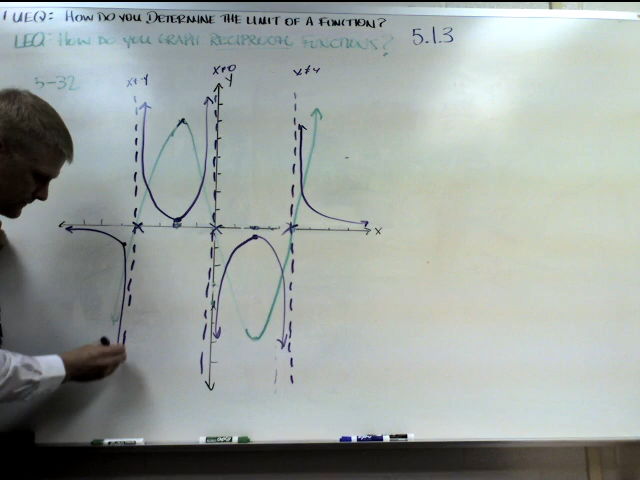 UEQ: HOW DO YOU DETERMINE THE LIMIT OF A FUNCTION?
LEQ: HOW DO YOU GRAPH RECIPROCAL FUNCTIONS? 5.1.3
5-32
x≠-4
x≠0
x≠4
y
x